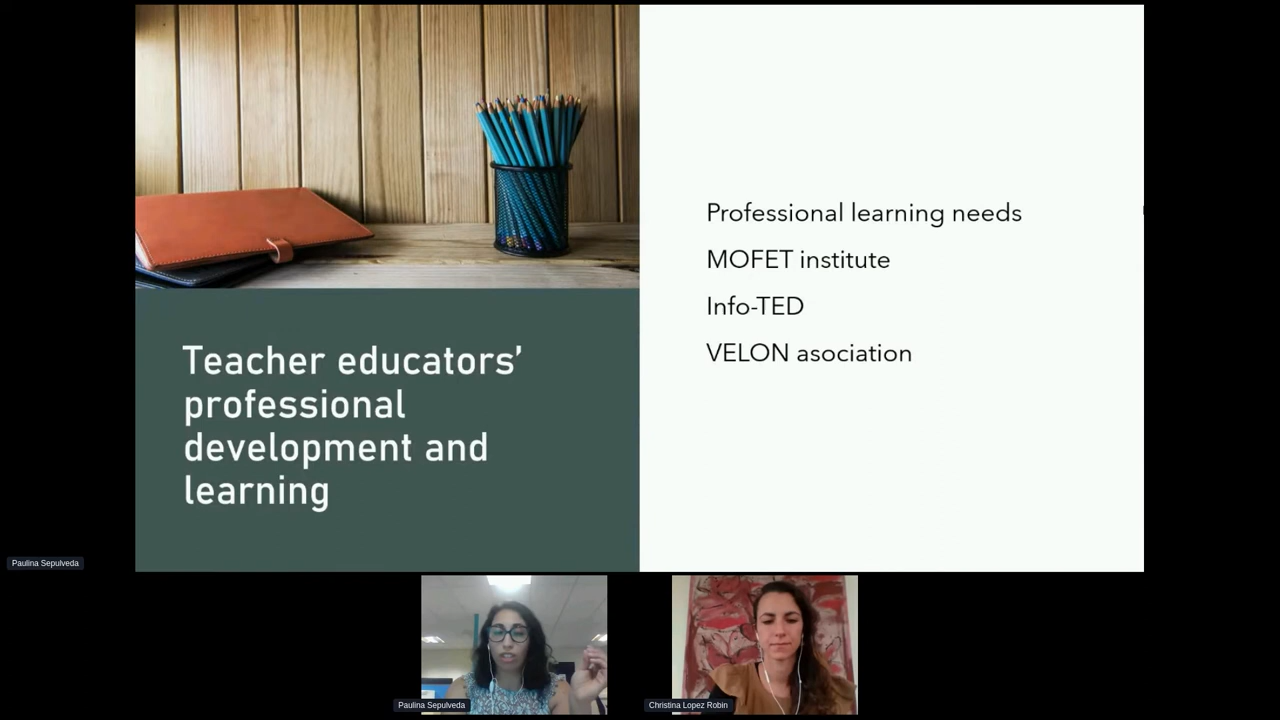 Teacher educators’
professional
development and
learning
Professional learning needs
MOFET institute
Info-TED
VELON asociation
Paulina Sepulveda
Paulina Sepulveda
Christina Lopez Robin